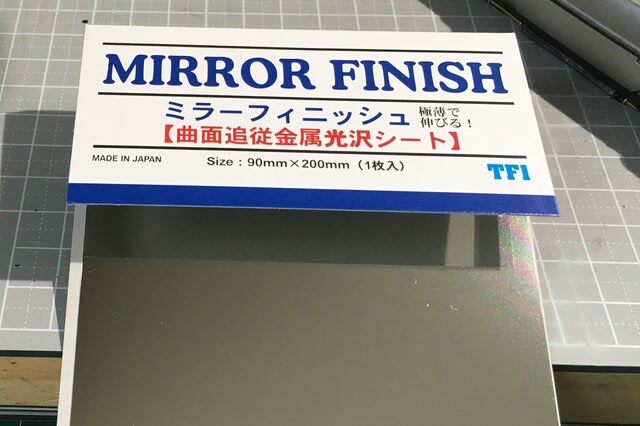 MIRROR FINISH
ミラーフィニッシュ 極薄で伸びる!
【曲面追従金属光沢シート】
MADE IN JAPAN Size : 90mm×200mm (1枚入)
TFI